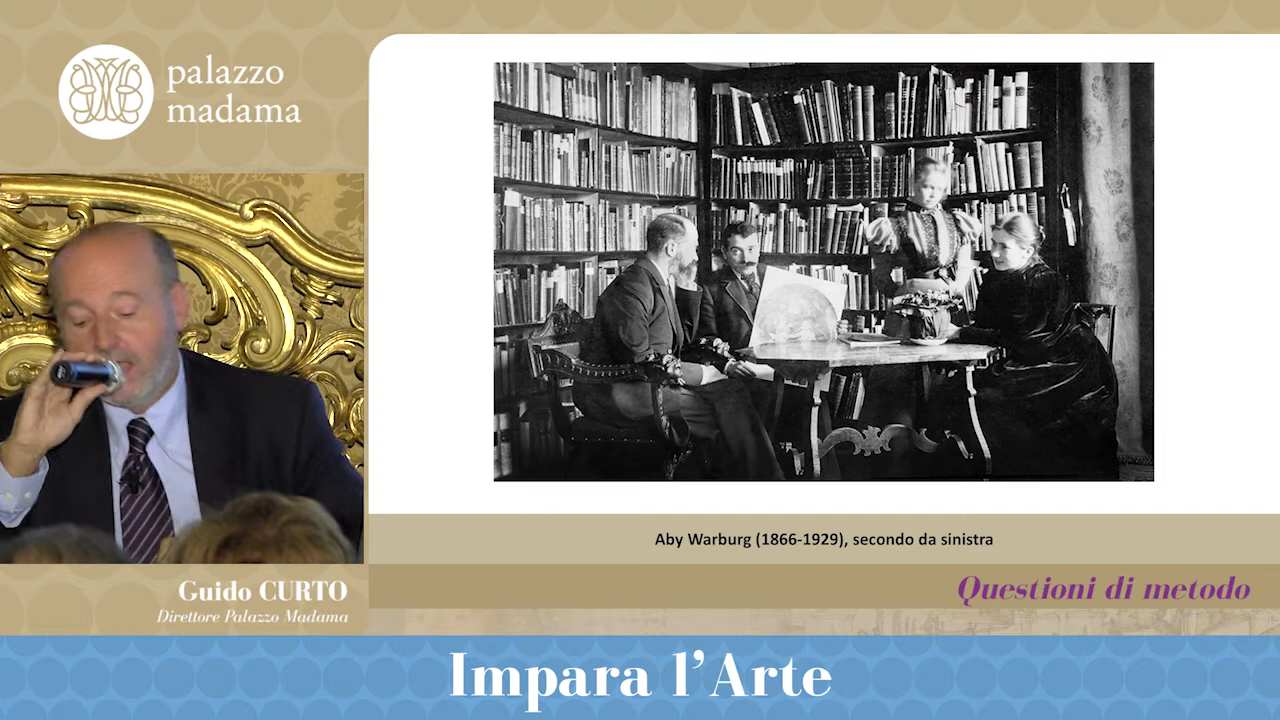 palazzo
madama
Aby Warburg (1866-1929), secondo da sinistra
Guido CURTO
Direttore Palazzo Madama
Questioni di metodo
Impara l’Arte